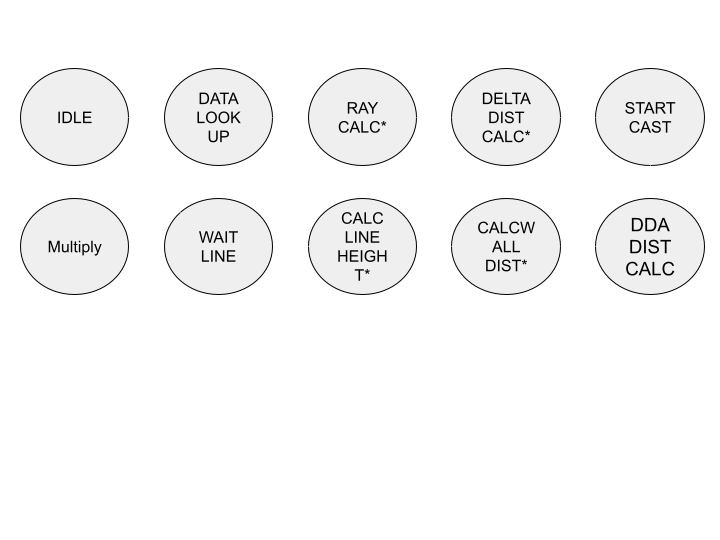 IDLE
DATA
LOOK
UP
RAY
CALC*
DELTA
DIST
CALC*
START
CAST
Multiply
WAIT
LINE
CALC
LINE
HEIGH
T*
CALCW
ALL
DIST*
DDA
DIST
CALC